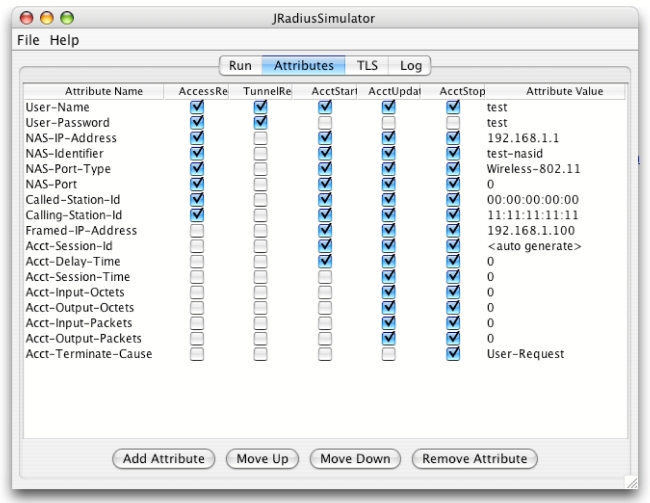 JRadiusSimulator
File Help
Run Attributes TLS Log
Attribute Name AccessRe TunnelRe AcctStart AcctUpdat AcctStop Attribute Value
User-Name test
User-Password test
NAS-IP-Address 192.168.1.1
NAS-Identifier test-nasid
NAS-Port-Type Wireless-802.11
NAS-Port 0
Called-Station-Id 00:00:00:00:00
Calling-Station-Id 11:11:11:11:11
Framed-IP-Address 192.168.1.100
Acct-Session-Id <auto generate>
Acct-Delay-Time 0
Acct-Session-Time 0
Acct-Input-Octets 0
Acct-Output-Octets 0
Acct-Input-Packets 0
Acct-Output-Packets 0
Acct-Terminate-Cause User-Request
Add Attribute Move Up Move Down Remove Attribute